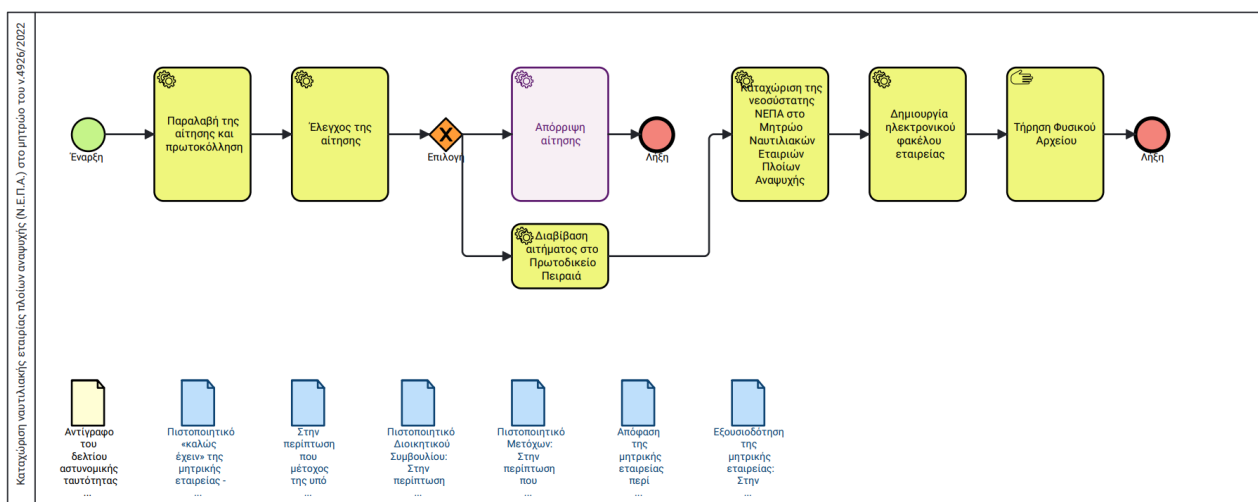 Καταχώριση ναυτιλιακής εταιρίας πλοίων αναψυχής (Ν.Ε.Π.Α.) στο μητρώο του ν.4926/2022
Έναρξη
Παραλαβή της
αίτησης και
πρωτοκόλληση
Έλεγχος της
αίτησης
Επιλογή
Απόρριψη
αίτησης
Λήξη
Διαβίβαση
αιτήματος στο
Πρωτοδικείο
Πειραιά
Καταχώριση της
νεοσύστατης
ΝΕΠΑ στο
Μητρώο
Ναυτιλιακών
Εταιριών
Πλοίων
Αναψυχής
Δημιουργία
ηλεκτρονικού
φακέλου
εταιρείας
Τήρηση Φυσικού
Αρχείου
Λήξη
Αντίγραφο
του
δελτίου
αστυνομικής
ταυτότητας
...
Πιστοποιητικό
«καλώς
έχειν» της
μητρικής
εταιρείας -
...
Στην
περίπτωση
που
μέτοχος
της υπό
...
Πιστοποιητικό
Διοικητικού
Συμβουλίου:
Στην
περίπτωση
...
Πιστοποιητικό
Μετόχων:
Στην
περίπτωση
που
...
Απόφαση
της
μητρικής
εταιρείας
περί
...
Εξουσιοδότηση
της
μητρικής
εταιρείας:
Στην
...